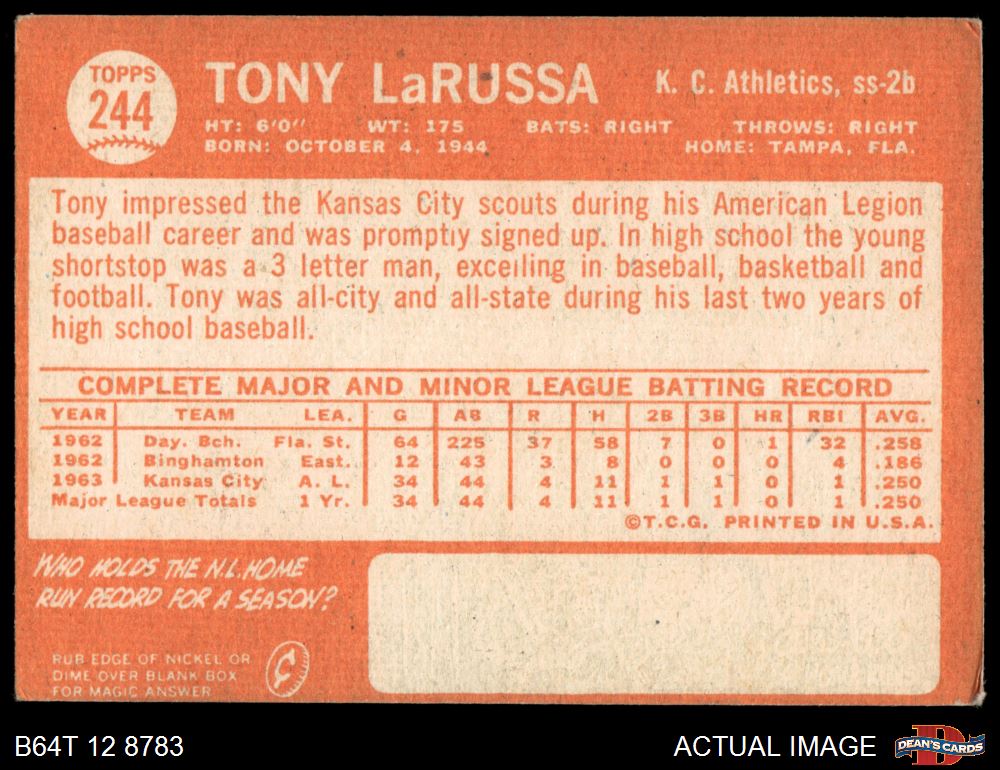 TOPPS
244
TONY LaRUSSA
K. C. Athletics, ss-2b
HT: 6'0" WT: 175 BATS: RIGHT THROWS: RIGHT
BORN: OCTOBER 4, 1944 HOME: TAMPA, FLA.
Tony impressed the Kansas City scouts during his American Legion
baseball career and was promptly signed up. In high school the young
shortstop was a 3 letter man, excelling in baseball, basketball and
football. Tony was all-city and all-state during his last two years of
high school baseball.
COMPLETE MAJOR AND MINOR LEAGUE BATTING RECORD
YEAR TEAM LEA. G AB R H 2B 3B HR RBI AVG.
1962 Day. Bch. Fla. St. 64 225 37 58 7 0 1 32 .258
1962 Binghamton East. 12 43 3 8 0 0 0 4 .186
1963 Kansas City A. L. 34 44 4 11 1 1 0 1 .250
Major League Totals 1 Yr. 34 44 4 11 1 1 0 1 .250
©T.C.G. PRINTED IN U.S.A.
WHO HOLDS THE N.L. HOME
RUN RECORD FOR A SEASON?
RUB EDGE OF NICKEL OR
DIME OVER BLANK BOX
FOR MAGIC ANSWER
B64T 12 8783
ACTUAL IMAGE
DEAN'S CARDS